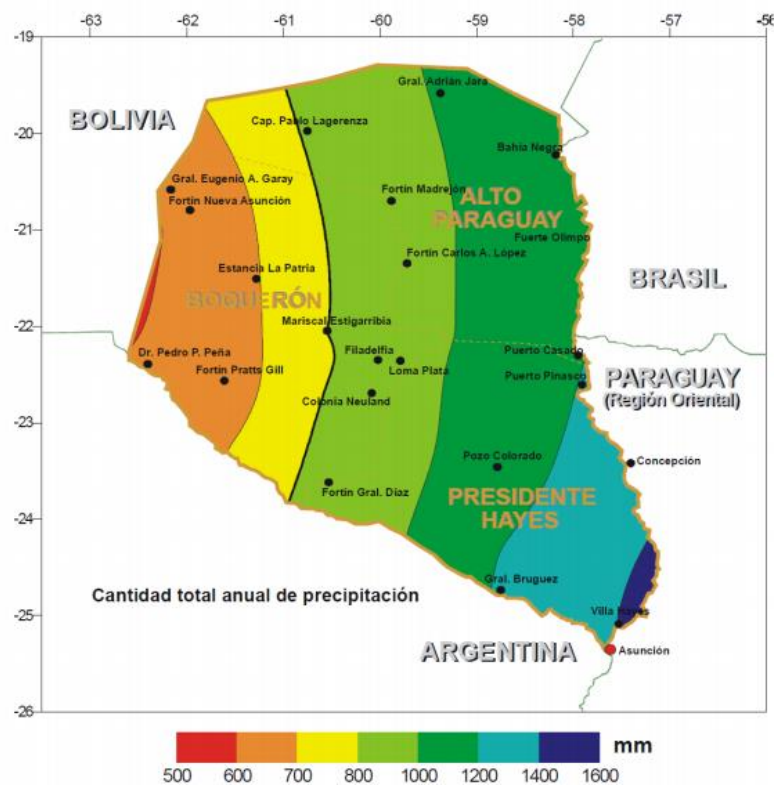 -63 -62 -61 -60 -59 -58 -57 -56
-19
Gral. Adrián Jara
BOLIVIA
Cap. Pablo Lagerenza
-20
Bahía Negra
Gral. Eugenio A. Garay
Fortín Nueva Asunción
Fortín Madrejón
ALTO
PARAGUAY
-21
Fuerte Olimpo
Fortín Carlos A. López
Estancia La Patria
BRASIL
BOQUERÓN
Mariscal Estigarribia
-22
Dr. Pedro P. Peña
Filadelfia
Puerto Casado
Fortín Pratts Gill
Loma Plata
Puerto Pinasco
PARAGUAY
(Región Oriental)
Colonia Neuland
-23
Pozo Colorado
Concepción
Fortín Gral. Díaz
PRESIDENTE
HAYES
-24
Gral. Bruguez
Cantidad total anual de precipitación
-25
Villa Hayes
ARGENTINA
Asunción
-26
mm
500 600 700 800 1000 1200 1400 1600